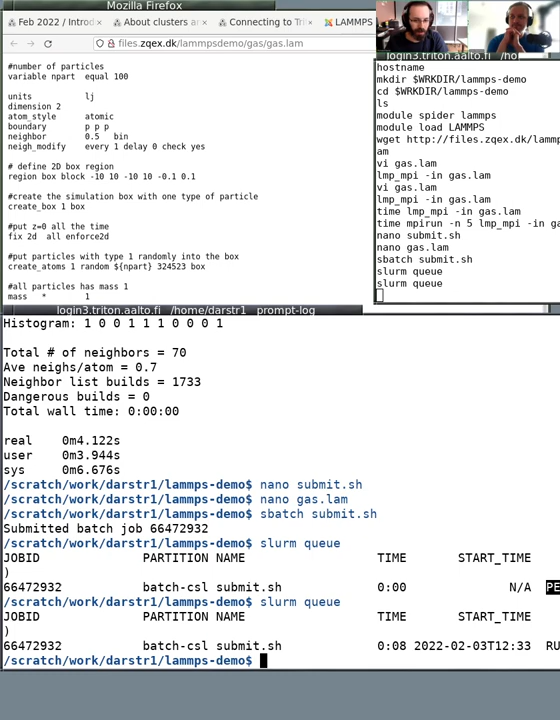 Mozilla Firefox
Feb 2022 / Introd
About clusters a
Connecting to Tri
LAMMPS
files.zqex.dk/lammpsdemo/gas/gas.lam
#number of particles
variable npart equal 100
units lj
dimension 2
atom_style atomic
boundary p p p
neighbor 0.5 bin
neigh_modify every 1 delay 0 check yes
# define 2D box region
region box block -10 10 -10 10 -0.1 0.1
#create the simulation box with one type of particle
create_box 1 box
#put z=0 all the time
fix 2d all enforce2d
#put particles with type 1 randomly into the box
create_atoms 1 random ${npart} 324523 box
#all particles has mass 1
mass * 1
login3.triton.aalto.fi /ho
hostname
mkdir $WRKDIR/lammps-demo
cd $WRKDIR/lammps-demo
ls
module spider lammps
module load LAMMPS
wget http://files.zqex.dk/lammp
am
vi gas.lam
lmp_mpi -in gas.lam
vi gas.lam
lmp_mpi -in gas.lam
time lmp_mpi -in gas.lam
time mpirun -n 5 lmp_mpi -in ga
nano submit.sh
nano gas.lam
sbatch submit.sh
slurm queue
slurm queue
login3.triton.aalto.fi /home/darstr1 prompt-log
Histogram: 1 0 0 1 1 1 0 0 0 1
Total # of neighbors = 70
Ave neighs/atom = 0.7
Neighbor list builds = 1733
Dangerous builds = 0
Total wall time: 0:00:00
real 0m4.122s
user 0m3.944s
sys 0m6.676s
/scratch/work/darstr1/lammps-demo$ nano submit.sh
/scratch/work/darstr1/lammps-demo$ nano gas.lam
/scratch/work/darstr1/lammps-demo$ sbatch submit.sh
Submitted batch job 66472932
/scratch/work/darstr1/lammps-demo$ slurm queue
JOBID PARTITION NAME TIME START_TIME
)
66472932 batch-csl submit.sh 0:00 N/A PE
/scratch/work/darstr1/lammps-demo$ slurm queue
JOBID PARTITION NAME TIME START_TIME
)
66472932 batch-csl submit.sh 0:08 2022-02-03T12:33 RU
/scratch/work/darstr1/lammps-demo$